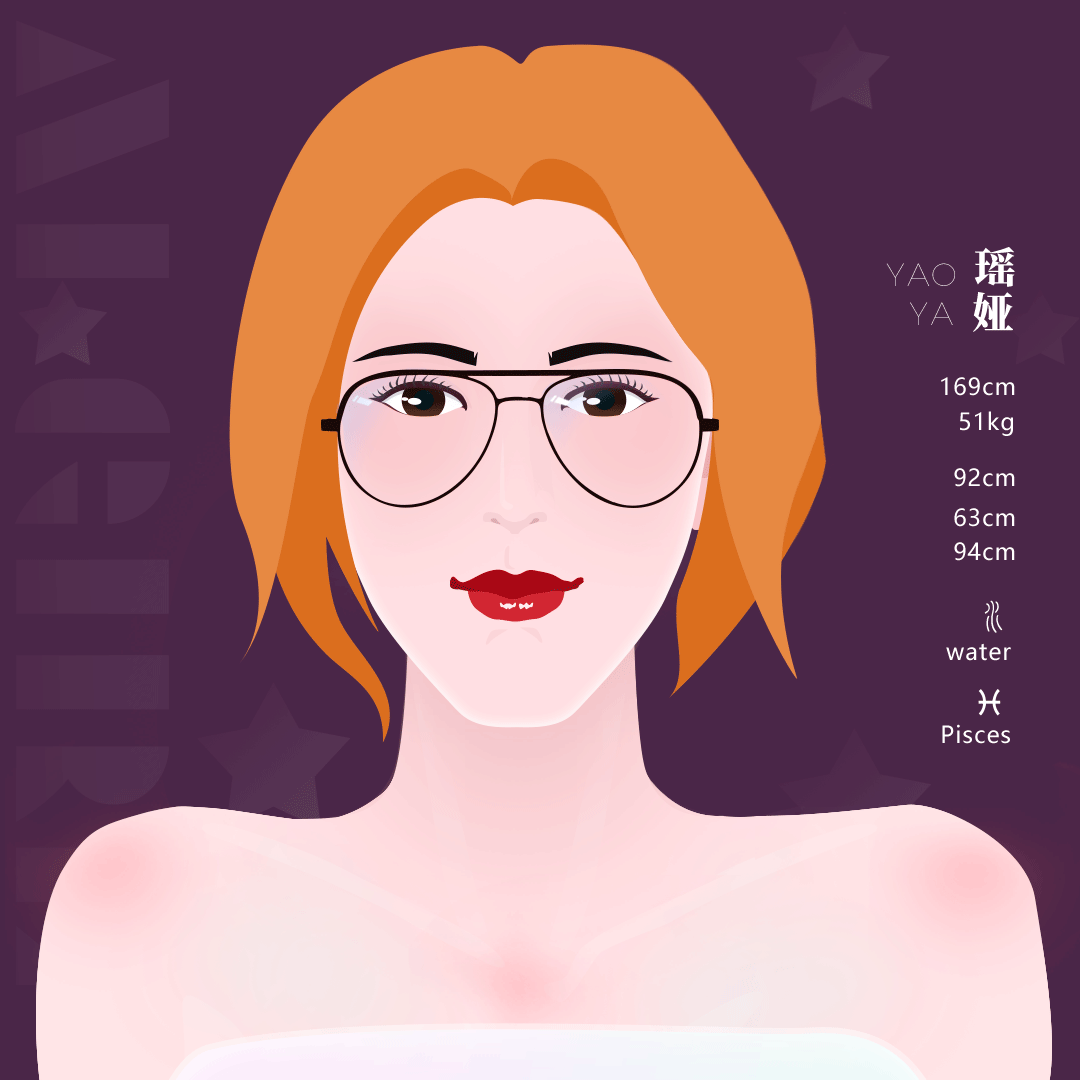 YAO 瑶
YA 娅
169cm
51kg
92cm
63cm
94cm
water
Pisces